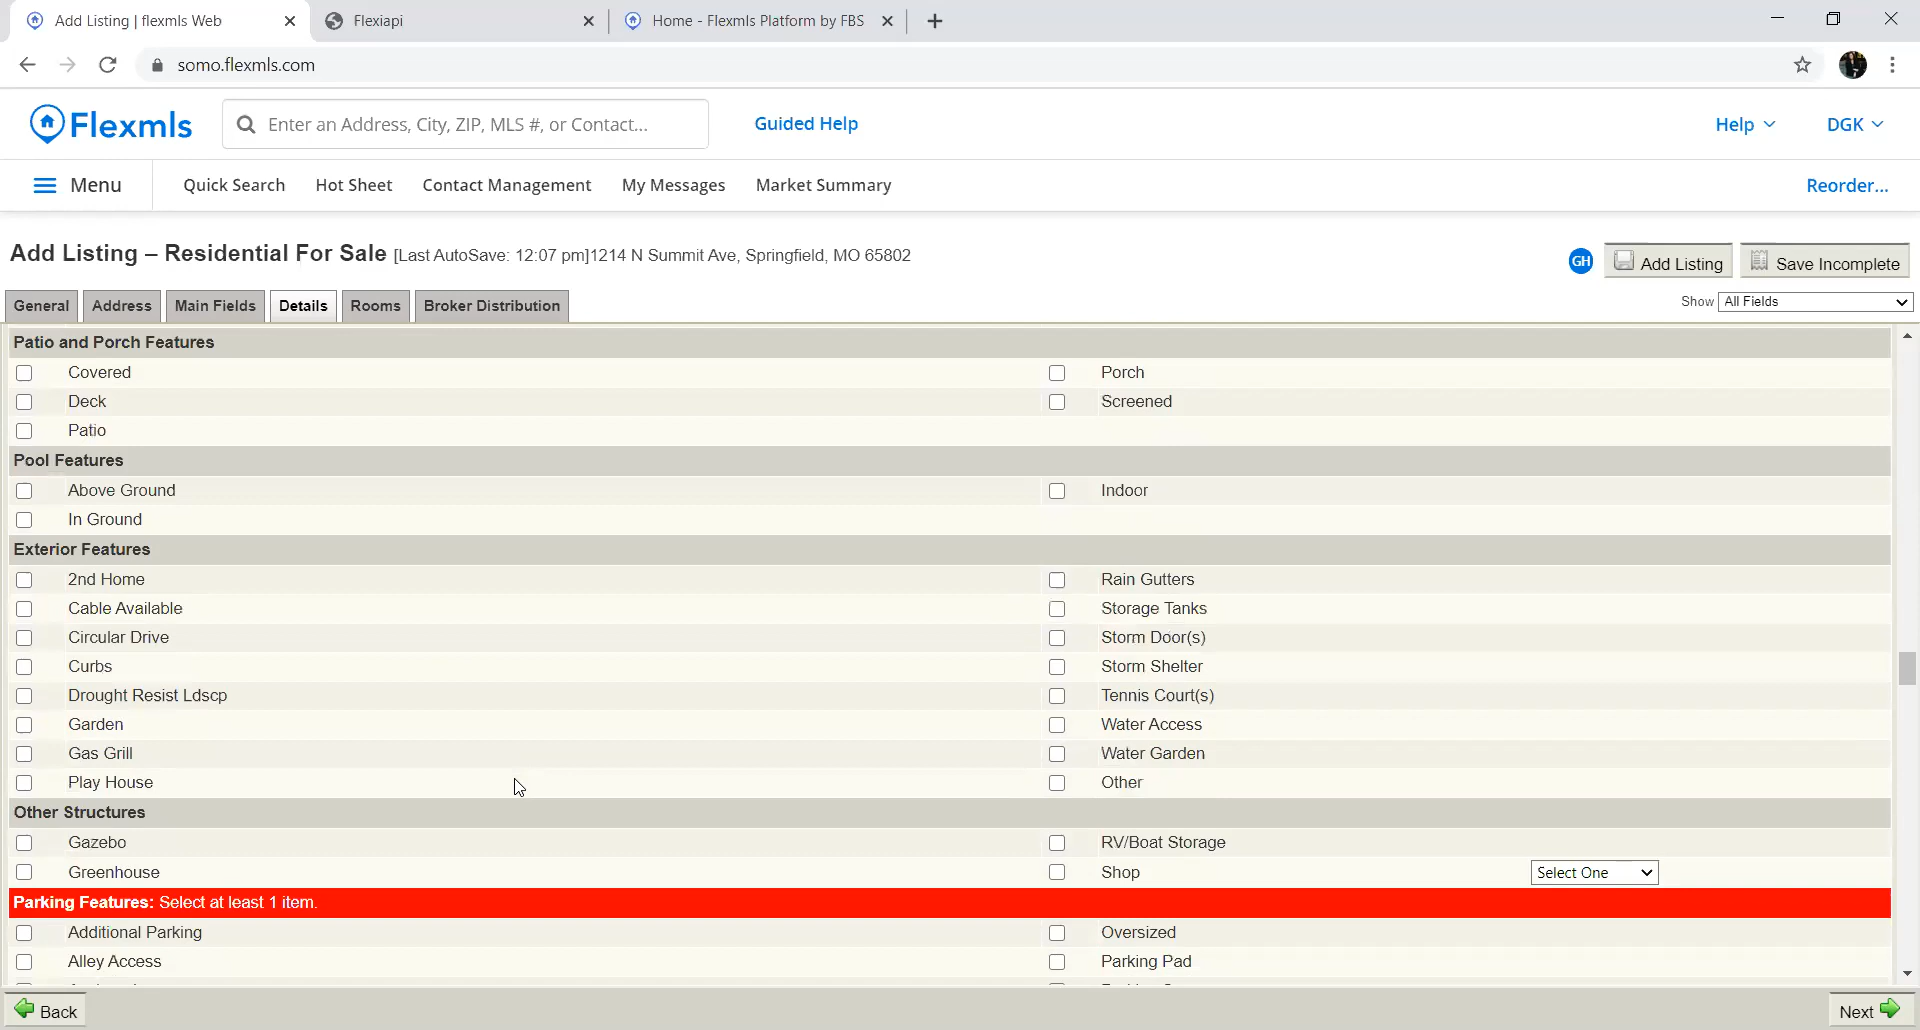 Add Listing | flexmls Web
Flexiapi
Home - Flexmls Platform by FBS
somo.flexmls.com
Flexmls
Enter an Address, City, ZIP, MLS #, or Contact...
Guided Help
Help
DGK
Menu
Quick Search
Hot Sheet
Contact Management
My Messages
Market Summary
Reorder...
Add Listing – Residential For Sale [Last AutoSave: 12:07 pm]1214 N Summit Ave, Springfield, MO 65802
GH
Add Listing
Save Incomplete
General
Address
Main Fields
Details
Rooms
Broker Distribution
Show All Fields
Patio and Porch Features
Covered
Porch
Deck
Screened
Patio
Pool Features
Above Ground
Indoor
In Ground
Exterior Features
2nd Home
Rain Gutters
Cable Available
Storage Tanks
Circular Drive
Storm Door(s)
Curbs
Storm Shelter
Drought Resist Ldscp
Tennis Court(s)
Garden
Water Access
Gas Grill
Water Garden
Play House
Other
Other Structures
Gazebo
RV/Boat Storage
Greenhouse
Shop
Select One
Parking Features: Select at least 1 item.
Additional Parking
Oversized
Alley Access
Parking Pad
Back
Next